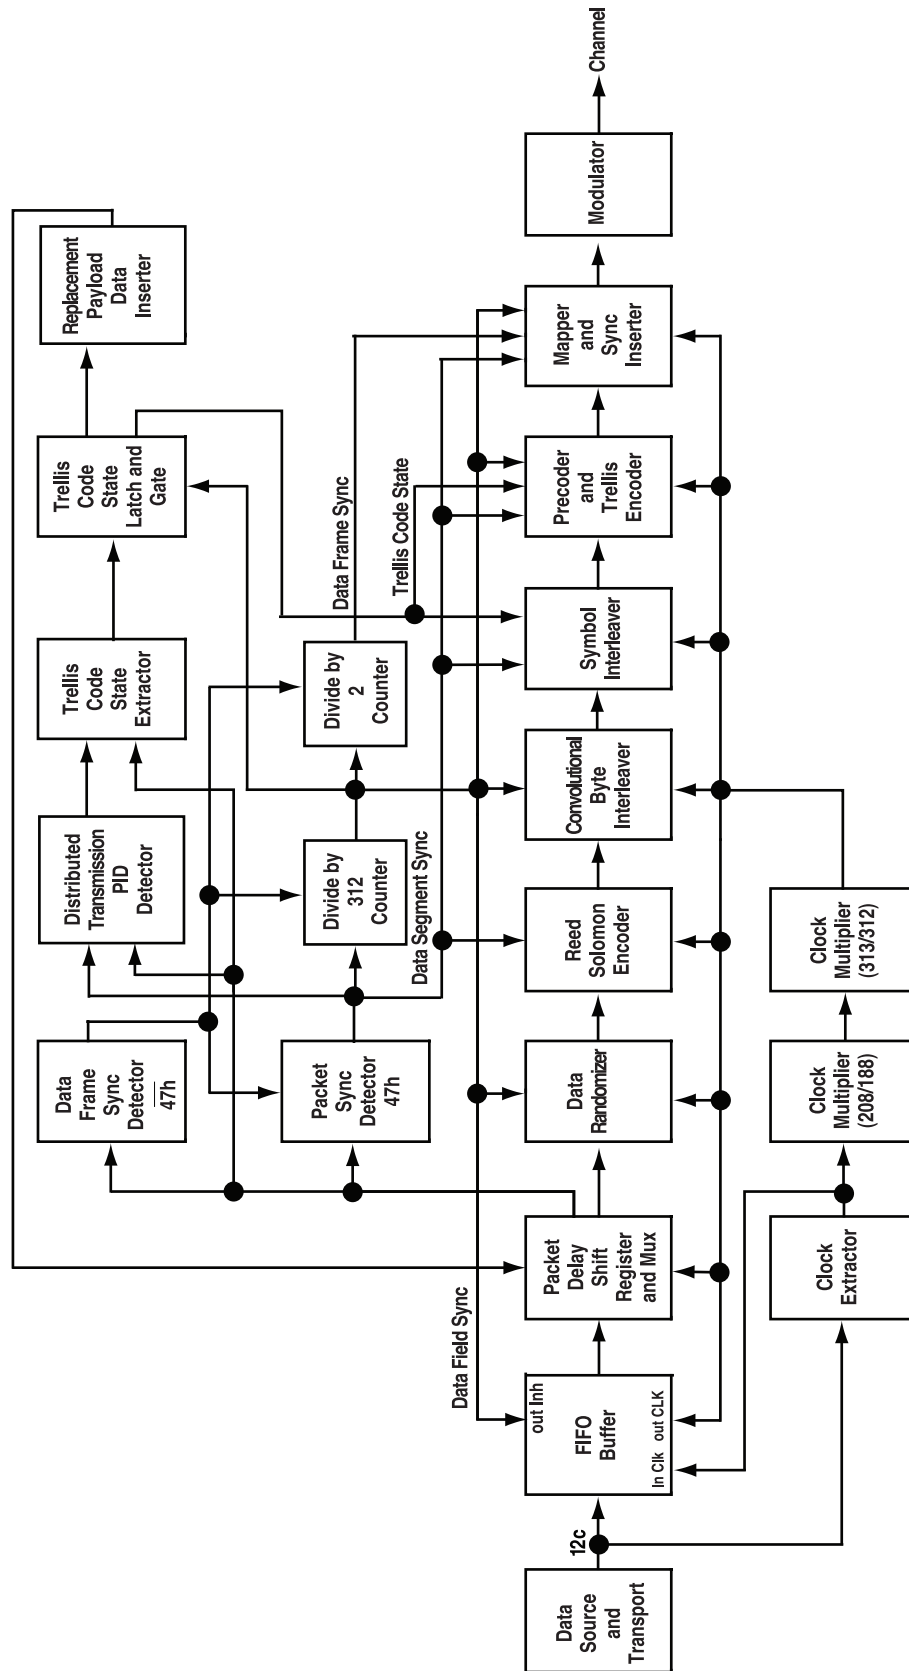 Replacement
Payload
Data
Inserter
Trellis
Code
State
Latch and
Gate
Trellis
Code
State
Extractor
Distributed
Transmission
PID
Detector
Data
Frame
Sync
Detector
47h
Data Frame Sync
Trellis Code State
Divide by
2
Counter
Divide by
312
Counter
Data Segment Sync
Packet
Sync
Detector
47h
Data Field Sync
Data
Source
and
Transport
12c
out Inh
FIFO
Buffer
In Clk out CLK
Packet
Delay
Shift
Register
and Mux
Data
Randomizer
Reed
Solomon
Encoder
Convolutional
Byte
Interleaver
Symbol
Interleaver
Precoder
and
Trellis
Encoder
Mapper
and
Sync
Inserter
Modulator
Channel
Clock
Extractor
Clock
Multiplier
(208/188)
Clock
Multiplier
(313/312)